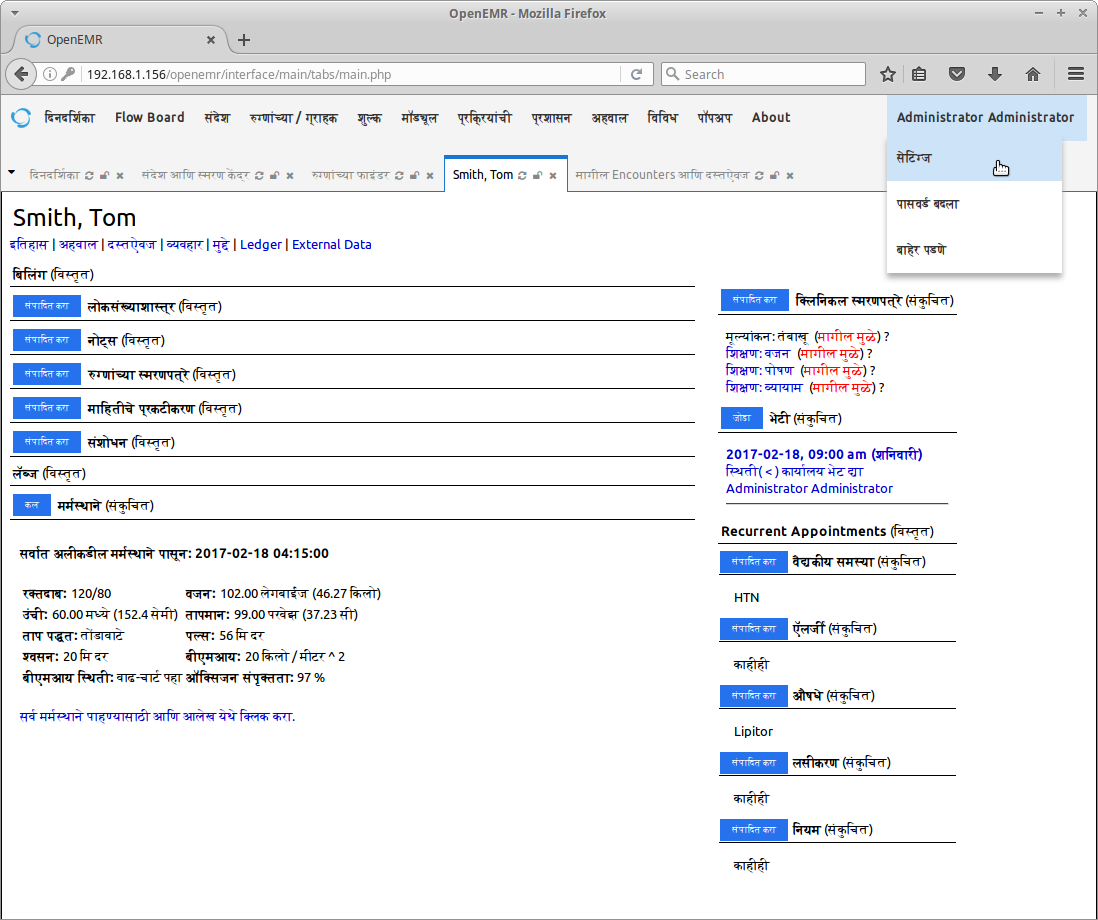 OpenEMR - Mozilla Firefox
OpenEMR
192.168.1.156/openemr/interface/main/tabs/main.php
Search
दिनदर्शिका Flow Board संदेश रुग्णांच्या / ग्राहक शुल्क मॉड्यूल प्रक्रियांची प्रशासन अहवाल विविध पॉपअप About Administrator Administrator
सेटिंग्ज
पासवर्ड बदला
बाहेर पडणे
दिनदर्शिका संदेश आणि स्मरण केंद्र रुग्णांच्या फाइंडर Smith, Tom मागील Encounters आणि दस्तऐवज
Smith, Tom
इतिहास | अहवाल | दस्तऐवज | व्यवहार | मुद्दे | Ledger | External Data
बिलिंग (विस्तृत)
संपादित करा लोकसंख्याशास्त्र (विस्तृत)
संपादित करा नोट्स (विस्तृत)
संपादित करा रुग्णांच्या स्मरणपत्रे (विस्तृत)
संपादित करा माहितीचे प्रकटीकरण (विस्तृत)
संपादित करा संशोधन (विस्तृत)
लॅब्ज (विस्तृत)
कल मर्मस्थाने (संकुचित)
सर्वात अलीकडील मर्मस्थाने पासून: 2017-02-18 04:15:00
रक्तदाब: 120/80 वजन: 102.00 लेगबाईज (46.27 किलो)
उंची: 60.00 मध्ये (152.4 सेमी) तापमान: 99.00 फॅरेनहाइट (37.23 सी)
ताप पद्धत: तोंडावाटे पल्स: 56 मि दर
श्वसन: 20 मि दर बीएमआय: 20 किलो / मीटर ^ 2
बीएमआय स्थिती: वाढ-चार्ट पहा ऑक्सिजन संपृक्तता: 97 %
सर्व मर्मस्थाने पाहण्यासाठी आणि आलेख येथे क्लिक करा.
संपादित करा क्लिनिकल स्मरणपत्रे (संकुचित)
मूल्यांकन: तंबाखू (मागील मुळे) ?
शिक्षण: वजन (मागील मुळे) ?
शिक्षण: पोषण (मागील मुळे) ?
शिक्षण: व्यायाम (मागील मुळे) ?
जोडा भेटी (संकुचित)
2017-02-18, 09:00 am (शनिवारी)
स्थिती( < ) कार्यालय भेट द्या
Administrator Administrator
Recurrent Appointments (विस्तृत)
संपादित करा वैद्यकीय समस्या (संकुचित)
HTN
संपादित करा ऍलर्जी (संकुचित)
काहीही
संपादित करा औषधे (संकुचित)
Lipitor
संपादित करा लसीकरण (संकुचित)
काहीही
संपादित करा नियम (संकुचित)
काहीही